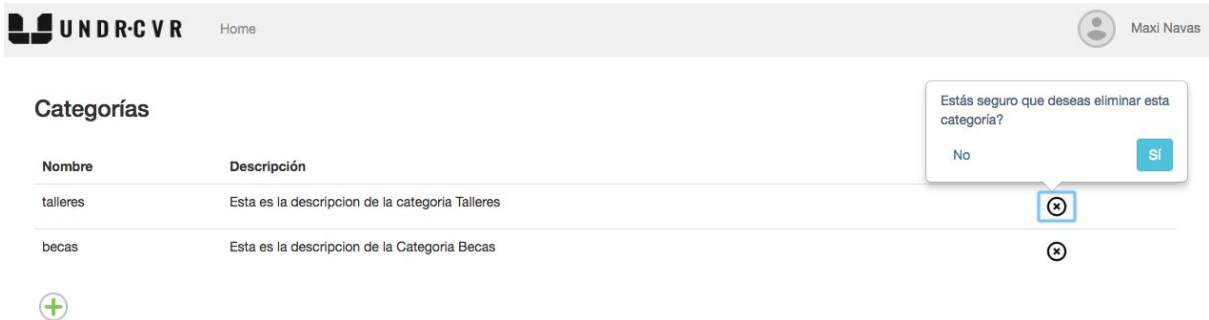 UNDR·CVR Home Maxi Navas
Categorías
Estás seguro que deseas eliminar esta
categoría?
No Sí
Nombre Descripción
talleres Esta es la descripcion de la categoria Talleres
becas Esta es la descripcion de la Categoria Becas